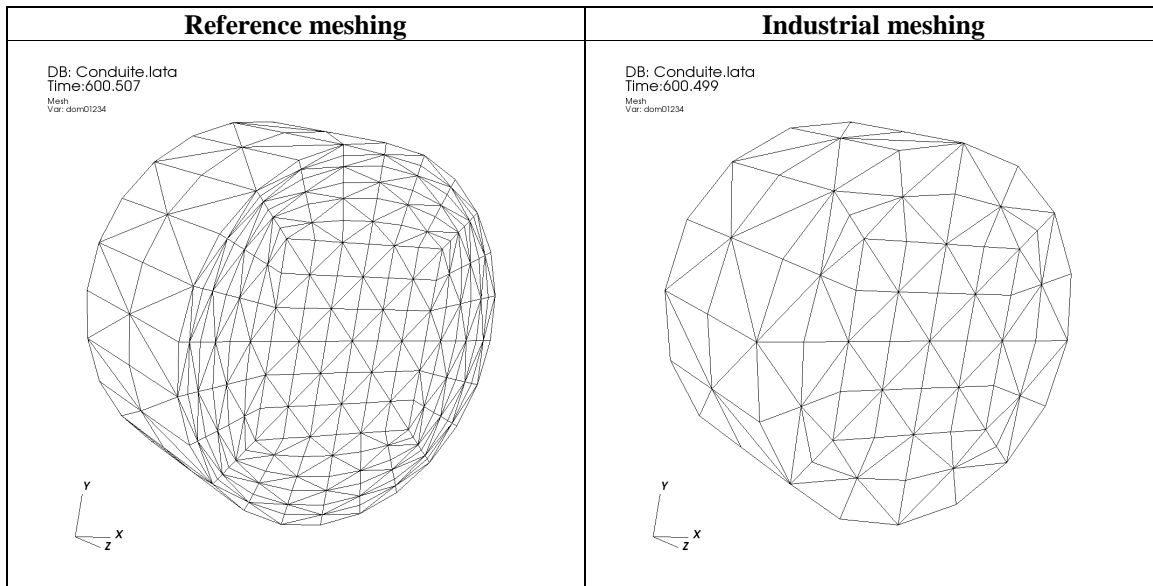 Reference meshing
Industrial meshing
DB: Conduite.lata
Time:600.507
Mesh
Var: dom01234
Y
X
Z
DB: Conduite.lata
Time:600.499
Mesh
Var: dom01234
Y
X
Z